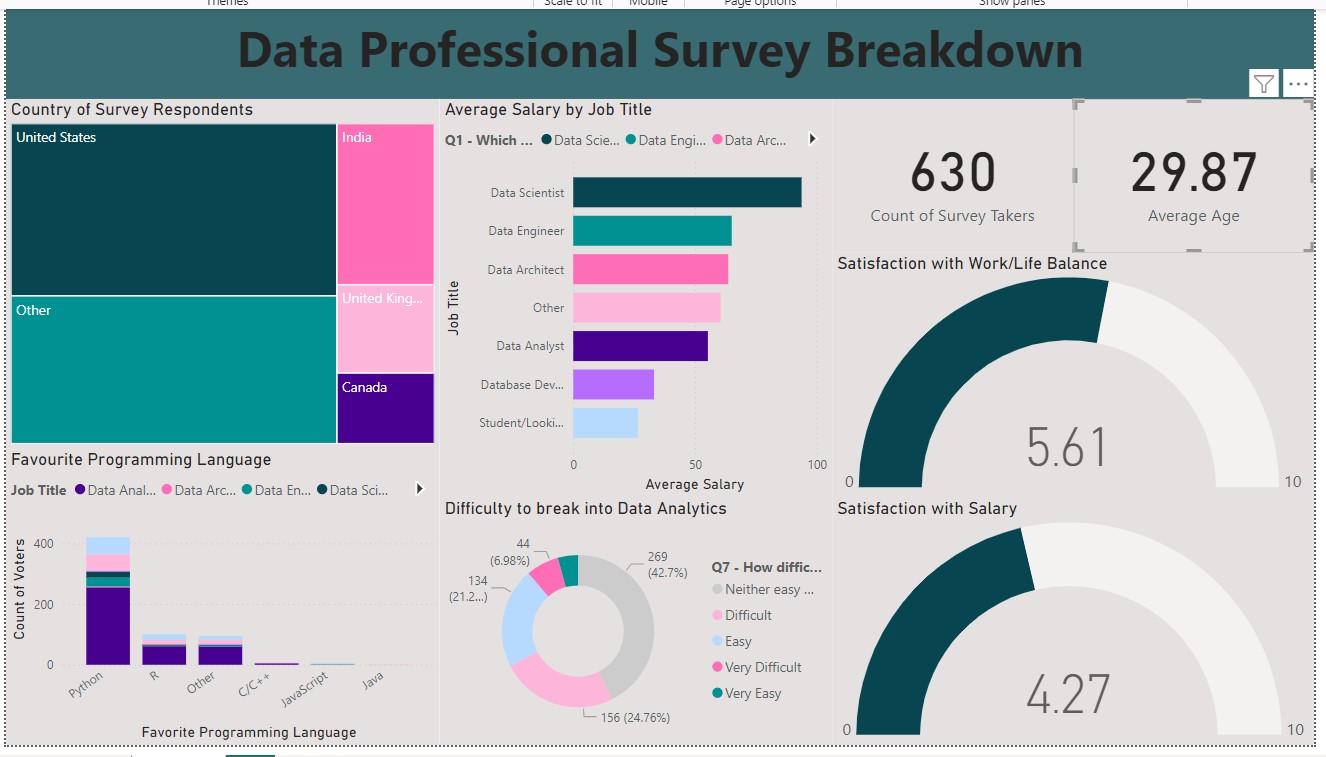 Themes
Scale to fit
Mobile
Page options
Show panes
Data Professional Survey Breakdown
Country of Survey Respondents
United States
India
Other
United King...
Canada
Average Salary by Job Title
Q1 - Which ... Data Scie... Data Engi... Data Arc...
Job Title
Data Scientist
Data Engineer
Data Architect
Other
Data Analyst
Database Dev...
Student/Looki...
0 50 100
Average Salary
630
Count of Survey Takers
29.87
Average Age
Satisfaction with Work/Life Balance
5.61
0 10
Favourite Programming Language
Job Title Data Anal... Data Arc... Data En... Data Sci...
Count of Voters
400
200
0
Python R Other C/C++ JavaScript Java
Favorite Programming Language
Difficulty to break into Data Analytics
44
(6.98%)
269
(42.7%)
134
(21.2...)
156 (24.76%)
Q7 - How diffic...
Neither easy ...
Difficult
Easy
Very Difficult
Very Easy
Satisfaction with Salary
4.27
0 10